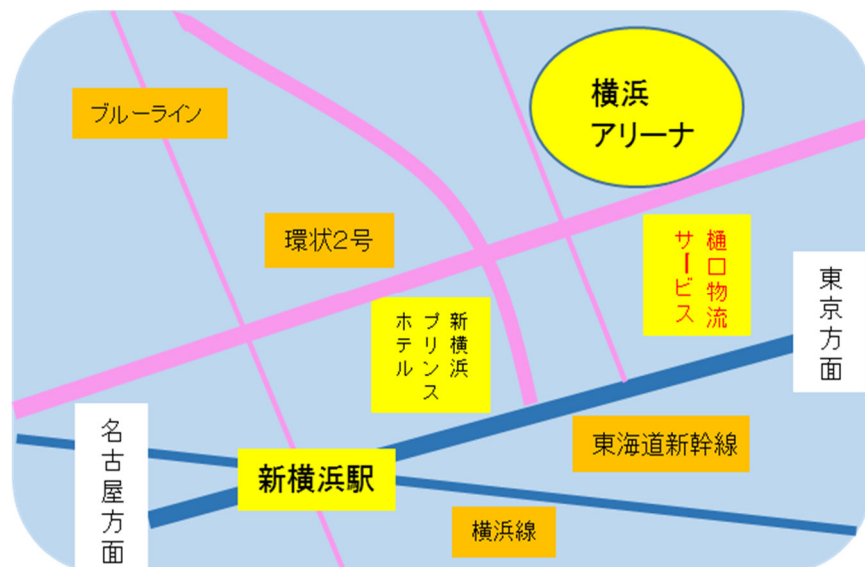 横浜
アリーナ
ブルーライン
環状2号
樋口物流
サービス
新横浜
プリンス
ホテル
東京方面
名古屋方面
東海道新幹線
新横浜駅
横浜線